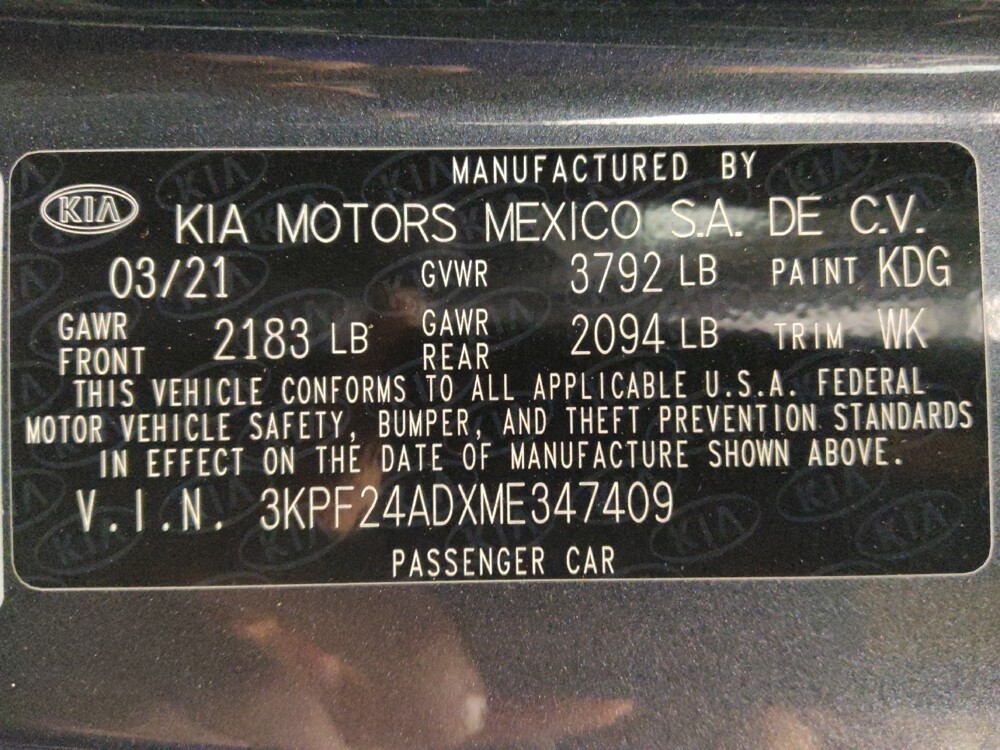 MANUFACTURED BY
KIA
KIA MOTORS MEXICO S.A. DE C.V.
03/21 GVWR 3792 LB PAINT KDG
GAWR FRONT 2183 LB GAWR REAR 2094 LB TRIM WK
THIS VEHICLE CONFORMS TO ALL APPLICABLE U.S.A. FEDERAL
MOTOR VEHICLE SAFETY, BUMPER, AND THEFT PREVENTION STANDARDS
IN EFFECT ON THE DATE OF MANUFACTURE SHOWN ABOVE.
V.I.N. 3KPF24ADXME347409
PASSENGER CAR